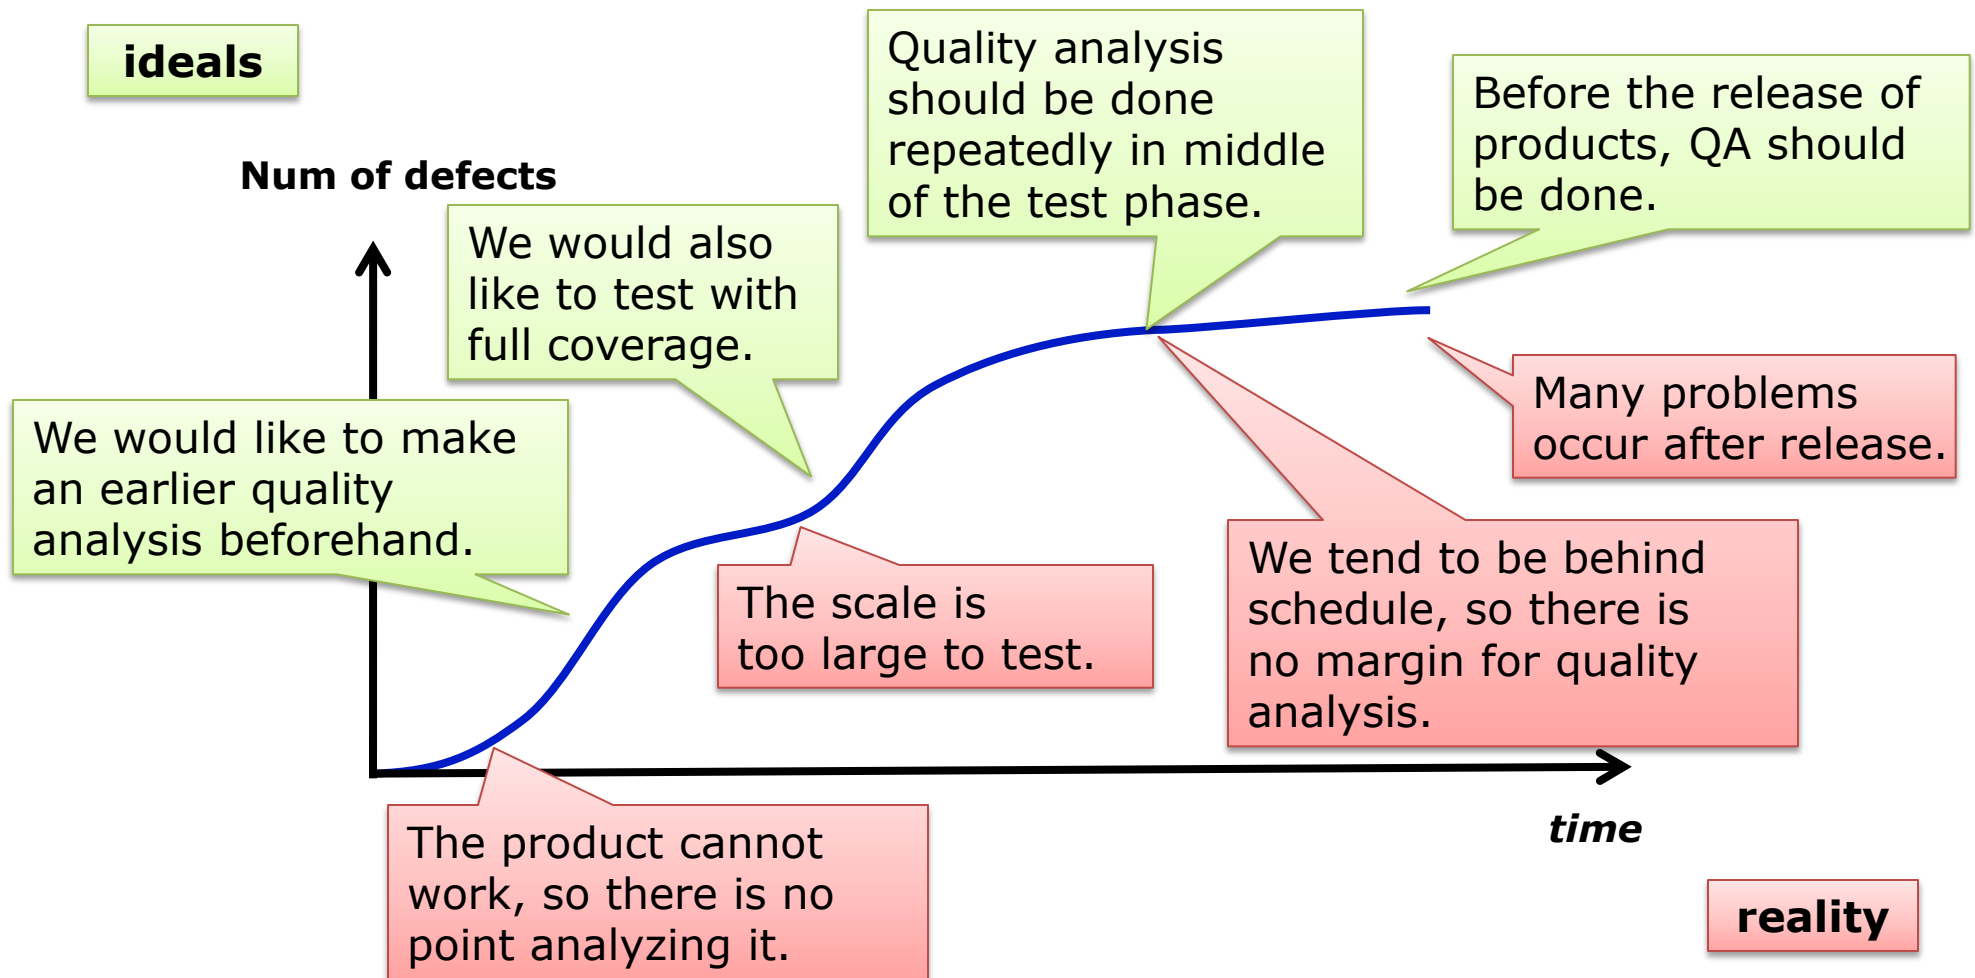 ideals
Num of defects
We would like to make
an earlier quality
analysis beforehand.
We would also
like to test with
full coverage.
Quality analysis
should be done
repeatedly in middle
of the test phase.
Before the release of
products, QA should
be done.
The product cannot
work, so there is no
point analyzing it.
The scale is
too large to test.
We tend to be behind
schedule, so there is
no margin for quality
analysis.
Many problems
occur after release.
time
reality